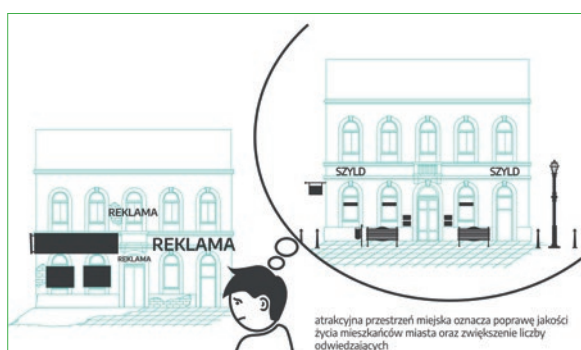 SZYLD SZYLD
REKLAMA
REKLAMA
REKLAMA
atrakcyjna przestrzeń miejska oznacza poprawę jakości
życia mieszkańców miasta oraz zwiększenie liczby
odwiedzających